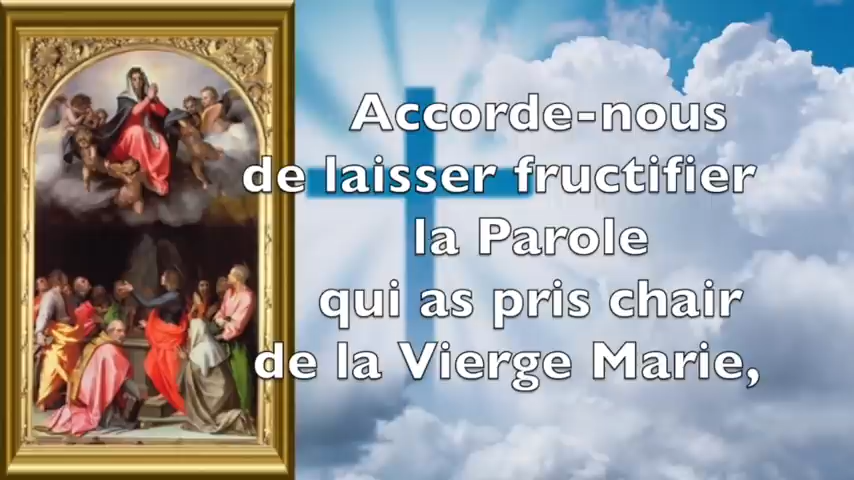 Accorde-nous
de laisser fructifier
la Parole
qui as pris chair
de la Vierge Marie,